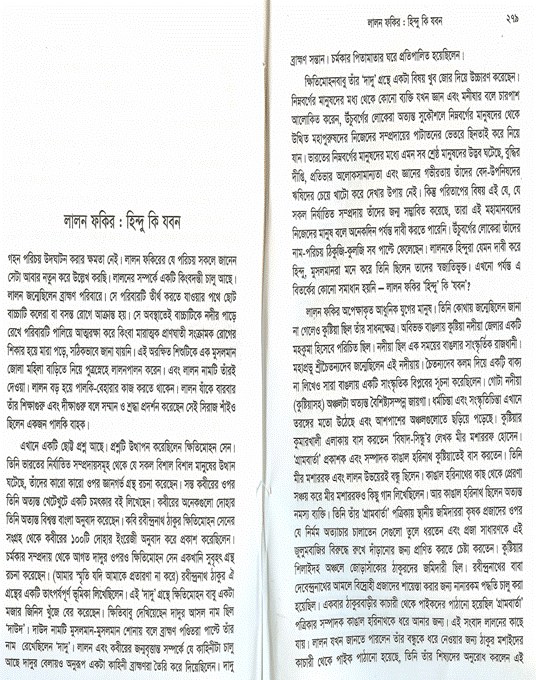 লালন ফকির : হিন্দু কি যবন
গহন পরিচয় উদঘাটন করার ক্ষমতা নেই। লালন ফকিরের যে পরিচয় সকলে জানেন
সেটা আবার নতুন করে উল্লেখ করছি। লালনের সম্পর্কে একটি কিংবদন্তী চালু আছে।
লালন জন্মেছিলেন ব্রাহ্মণ পরিবারে। সে পরিবারটি তীর্থ করতে যাওয়ার পথে ছোট
বাচ্চাটি কলেরা বা বসন্ত রোগে আক্রান্ত হয়। সে অবস্থাতেই বাচ্চাটিকে নদীর পাড়ে
রেখে পরিবারটি পালিয়ে আত্মরক্ষা করে কিংবা মারাত্মক প্রাণঘাতী সংক্রামক রোগের
শিকার হয়ে মারা পড়ে, সঠিকভাবে জানা যায়নি। এই অরক্ষিত শিশুটিকে এক মুসলমান
জোলা মহিলা বাড়িতে নিয়ে পুত্রস্নেহে লালনপালন করেন। এবং লালন নামটি তাঁরই
দেওয়া। লালন বড় হয়ে পালকি-বেহারার কাজ করতে থাকেন। লালন যাঁকে বারবার
তাঁর শিক্ষাগুরু এবং দীক্ষাগুরু বলে সম্মান ও শ্রদ্ধা প্রদর্শন করেছেন সেই সিরাজ শাঁইও
ছিলেন একজন পালকি বাহক।
এখানে একটি ছোট্ট প্রশ্ন আছে। প্রশ্নটি উত্থাপন করেছিলেন ক্ষিতিমোহন সেন।
তিনি ভারতের নির্যাতিত সম্প্রদায়সমূহ থেকে যে সকল বিশাল বিশাল মানুষের উত্থান
ঘটেছে, তাঁদের কারো কারো ওপর জ্ঞানগর্ভ গ্রন্থ রচনা করেছেন। সন্ত কবীরের ওপর
তিনি অত্যন্ত খেটেখুটে একটি চমৎকার বই লিখেছেন। কবীরের অনেকগুলো দোহার
তিনি অত্যন্ত বিশ্বস্ত বাংলা অনুবাদ করেছেন। কবি রবীন্দ্রনাথ ঠাকুর ক্ষিতিমোহন সেনের
সংগ্রহ থেকে কবীরের ১০০টি দোহার ইংরেজী অনুবাদ করে প্রকাশ করেছিলেন।
চর্মকার সম্প্রদায় থেকে আগত দাদুর ওপরও ক্ষিতিমোহন সেন একখানি সুবৃহৎ গ্রন্থ
রচনা করেছেন। (আমার স্মৃতি যদি আমাকে প্রতারণা না করে) রবীন্দ্রনাথ ঠাকুর ঐ
গ্রন্থের একটি তাৎপর্যপূর্ণ ভূমিকা লিখেছিলেন। এই 'দাদু' গ্রন্থে ক্ষিতিমোহন বাবু একটা
মজার জিনিস খুঁজে বের করেছেন। ক্ষিতিবাবু দেখিয়েছেন দাদুর আসল নাম ছিল
'দাউদ'। দাউদ নামটি মুসলমান-মুসলমান শোনায় বলে ব্রাহ্মণ পণ্ডিতরা পাল্টে তাঁর
নাম রেখেছিলেন 'দাদু'। লালন এবং কবীরের জন্মবৃত্তান্ত সম্পর্কে যে কাহিনীটা চালু
আছে দাদুর বেলায়ও অনুরূপ একটা কাহিনী ব্রাহ্মণরা তৈরি করে দিয়েছিলেন। দাদু
লালন ফকির : হিন্দু কি যবন ২৭৯
ব্রাহ্মণ সন্তান। চর্মকার পিতামাতার ঘরে প্রতিপালিত হয়েছিলেন।
ক্ষিতিমোহনবাবু তাঁর 'দাদু' গ্রন্থে একটা বিষয় খুব জোর দিয়ে উচ্চারণ করেছেন।
নিম্নবর্গের মানুষদের মধ্য থেকে কোনো ব্যক্তি যখন জ্ঞান এবং মনীষার বলে চারপাশ
আলোকিত করেন, উঁচুবর্গের লোকেরা অত্যন্ত সুকৌশলে নিম্নবর্গের মানুষদের থেকে
উত্থিত মহাপুরুষদের নিজেদের সম্প্রদায়ের পাটাতনের ভেতরে ছিনতাই করে নিয়ে
যান। ভারতের নিম্নবর্গের মানুষদের মধ্যে এমন সব শ্রেষ্ঠ মানুষদের উদ্ভব ঘটেছে, বুদ্ধির
দীপ্তি, প্রতিভার অলোকসামান্যতা এবং জ্ঞানের গভীরতায় তাঁদের বেদ-উপনিষদের
ঋষিদের চেয়ে খাটো করে দেখার উপায় নেই। কিন্তু পরিতাপের বিষয় এই যে, যে
সকল নির্যাতিত সম্প্রদায় তাঁদের জন্ম সম্ভাবিত করেছে, তারা এই মহামানবদের
নিজেদের মানুষ বলে অনেকদিন পর্যন্ত দাবী করতে পারেনি। উঁচুবর্গের লোকেরা তাঁদের
নাম-পরিচয় ঠিকুজি-কুলজি সব পাল্টে ফেলেছেন। লালনকে হিন্দুরা যেমন দাবী করে
হিন্দু, মুসলমানরা মনে করে তিনি ছিলেন তাদের স্বজাতিভুক্ত। এখনো পর্যন্ত এ
বিতর্কের কোনো সমাধান হয়নি – লালন ফকির 'হিন্দু' কি 'যবন'?
লালন ফকির অপেক্ষাকৃত আধুনিক যুগের মানুষ। তিনি কোথায় জন্মেছিলেন জানা
না গেলেও কুষ্টিয়া ছিল তাঁর সাধনক্ষেত্র। অবিভক্ত বাঙলায় কুষ্টিয়া নদীয়া জেলার একটি
মহকুমা হিসেবে পরিচিত ছিল। নদীয়া ছিল এক সময়ের বাঙলার সাংস্কৃতিক রাজধানী।
মহাপ্রভু শ্রীচৈতন্যদেব জন্মেছিলেন এই নদীয়ায়। চৈতন্যদেব কলম দিয়ে একটি বাক্য
না লিখেও সারা বাঙলায় একটি সাংস্কৃতিক বিপ্লবের সূচনা করেছিলেন। গোটা নদীয়া
(কুষ্টিয়াসহ) অঞ্চলটা অত্যন্ত বৈশিষ্ট্যসম্পন্ন জায়গা। ধর্মচিন্তা এবং সংস্কৃতিচিন্তা এখানে
তরঙ্গের মতো উঠেছে এবং আশপাশের অঞ্চলগুলোতে ছড়িয়ে পড়েছে। কুষ্টিয়ার
কুমারখালী এলাকায় বাস করতেন 'বিষাদ-সিন্ধু'র লেখক মীর মশাররফ হোসেন।
'গ্রামবার্তা' প্রকাশক এবং সম্পাদক কাঙাল হরিনাথ কুষ্টিয়াতেই বাস করতেন। তিনি
মীর মশাররফ এবং লালন উভয়েরই বন্ধু ছিলেন। কাঙাল হরিনাথের কাছ থেকে প্রেরণা
সঞ্চয় করে মীর মশাররফও কিছু গান লিখেছিলেন। আর কাঙাল হরিনাথ ছিলেন অত্যন্ত
নমস্য ব্যক্তি। তিনি তাঁর 'গ্রামবার্তা' পত্রিকায় স্থানীয় জমিদাররা কৃষক প্রজাদের ওপর
যে নির্মম অত্যাচার চালাতেন সেগুলো তুলে ধরতেন এবং প্রজা সাধারণকে এই
জুলুমবাজির বিরুদ্ধে রুখে দাঁড়ানোর জন্য প্রাণিত করতে চেষ্টা করতেন। কুষ্টিয়ার
শিলাইদহ অঞ্চলে জোড়াসাঁকোর ঠাকুরদের জমিদারী ছিল। রবীন্দ্রনাথের বাবা
দেবেন্দ্রনাথের আমলে বিদ্রোহী প্রজাদের শায়েস্তা করার জন্য নানারকম পদ্ধতি চালু করা
হয়েছিল। একবার ঠাকুরবাড়ীর কাচারী থেকে পাইকদের পাঠানো হয়েছিল 'গ্রামবার্তা'
পত্রিকার সম্পাদক কাঙাল হরিনাথকে ধরে আনার জন্য। এই সংবাদ লালনের কাছে
যায়। লালন যখন জানতে পারলেন তাঁর বন্ধুকে ধরে নেওয়ার জন্য ঠাকুর মশাইদের
কাচারী থেকে পাইক পাঠানো হয়েছে, তিনি তাঁর শিষ্যদের অনুরোধ করলেন এই